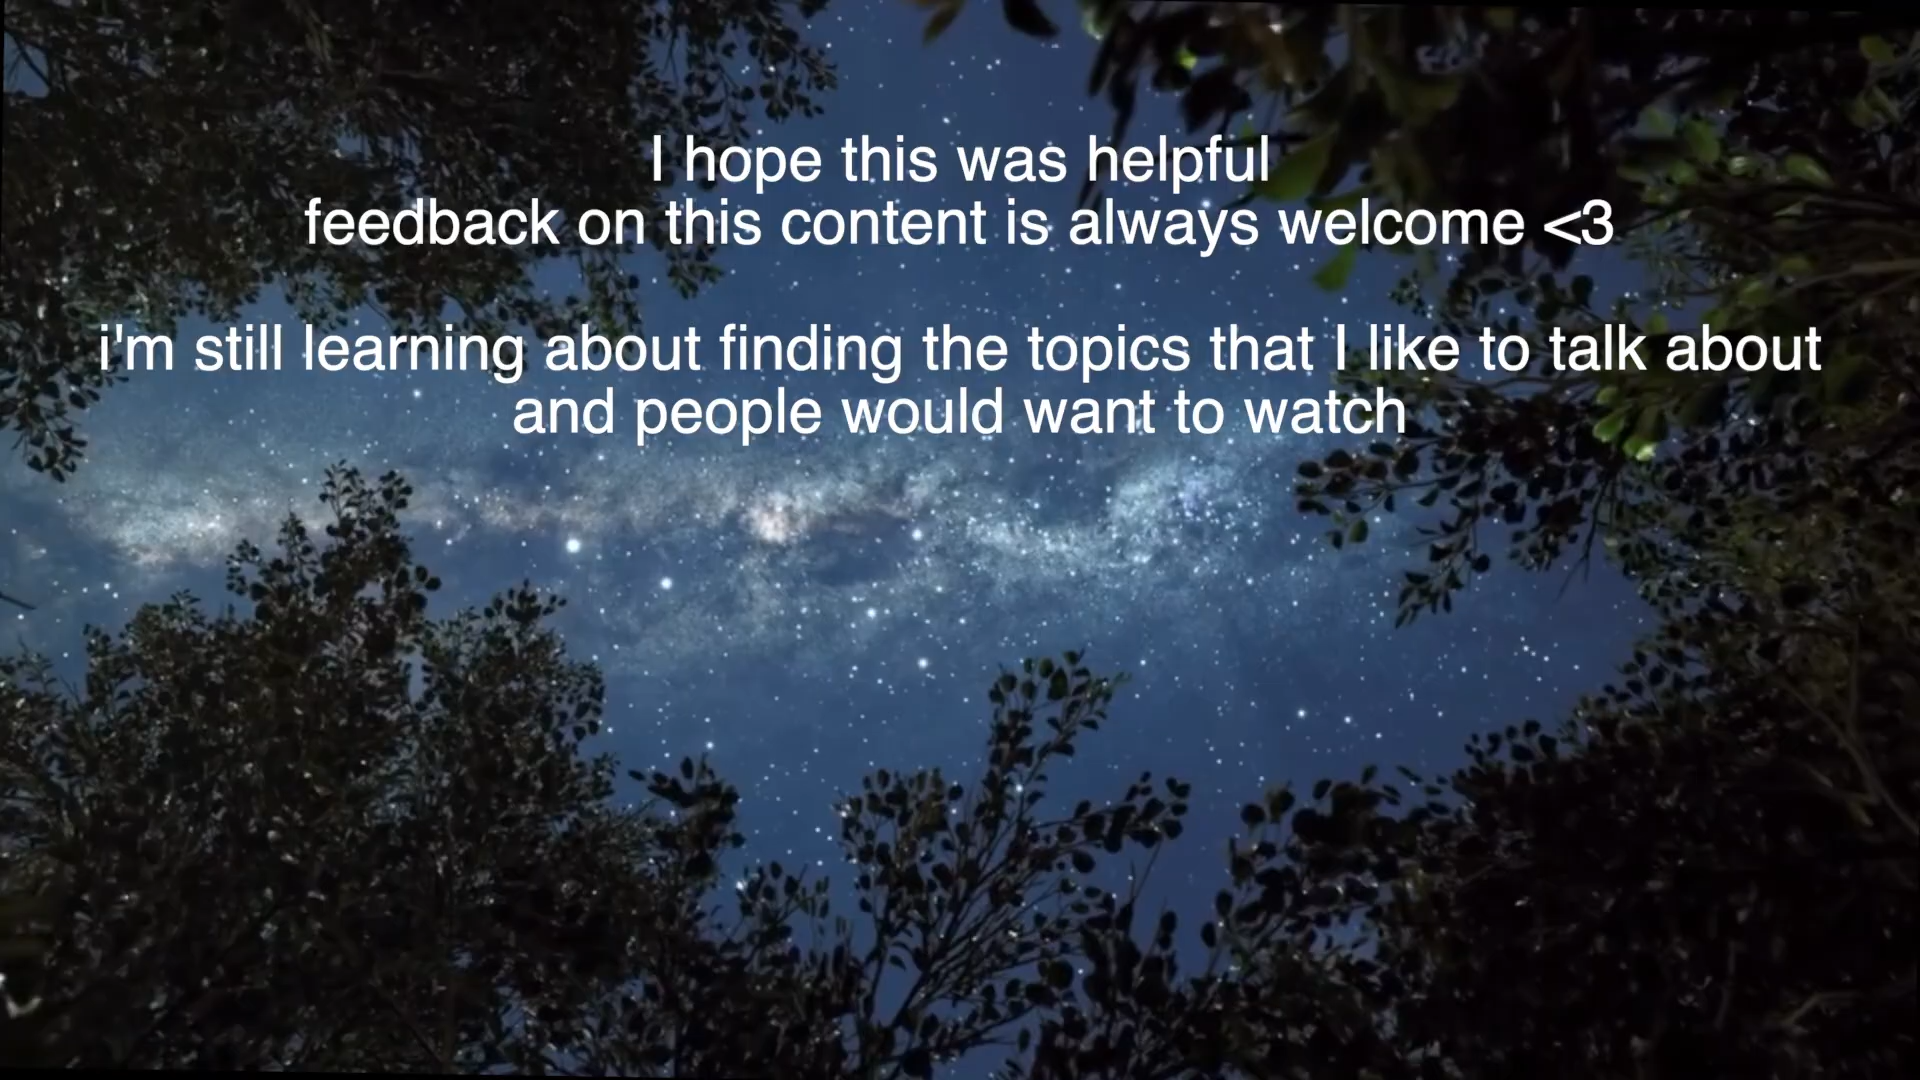 I hope this was helpful
feedback on this content is always welcome <3
i'm still learning about finding the topics that I like to talk about
and people would want to watch